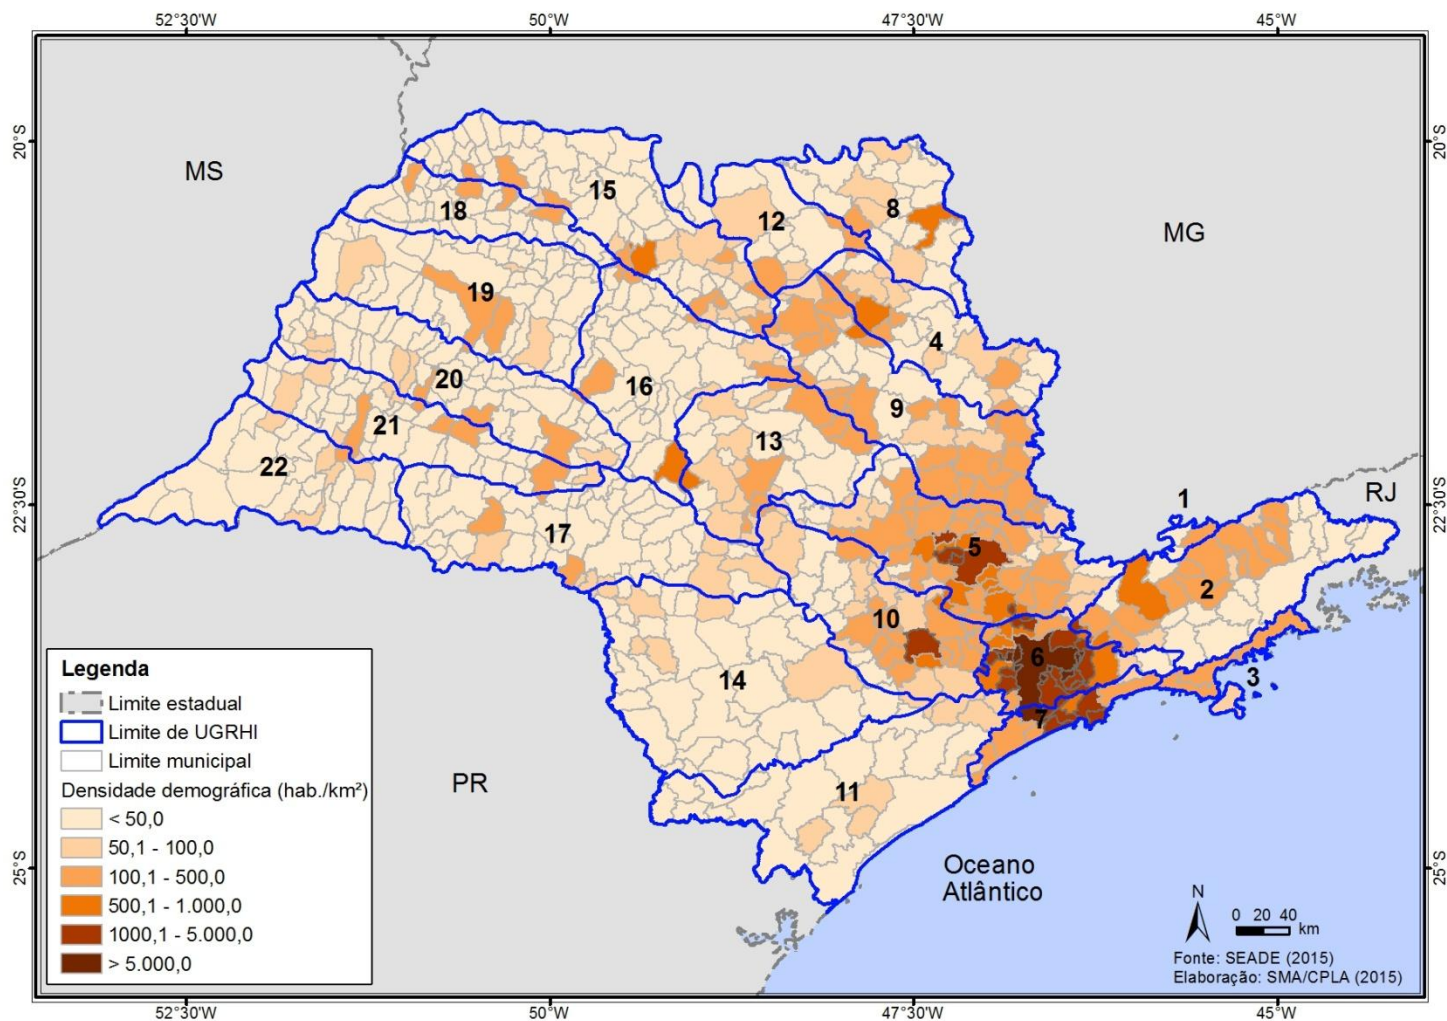 52°30'W 50°W 47°30'W 45°W
20°S 20°S
MS
15
18
12
8
MG
19
4
20
16
9
21
13
22
22°30'S 22°30'S
17
5
1
RJ
2
10
6
3
7
14
11
PR
Oceano
Atlântico
25°S 25°S
Legenda
Limite estadual
Limite de UGRHI
Limite municipal
Densidade demográfica (hab./km²)
< 50,0
50,1 - 100,0
100,1 - 500,0
500,1 - 1.000,0
1000,1 - 5.000,0
> 5.000,0
N
0 20 40
km
Fonte: SEADE (2015)
Elaboração: SMA/CPLA (2015)
52°30'W 50°W 47°30'W 45°W